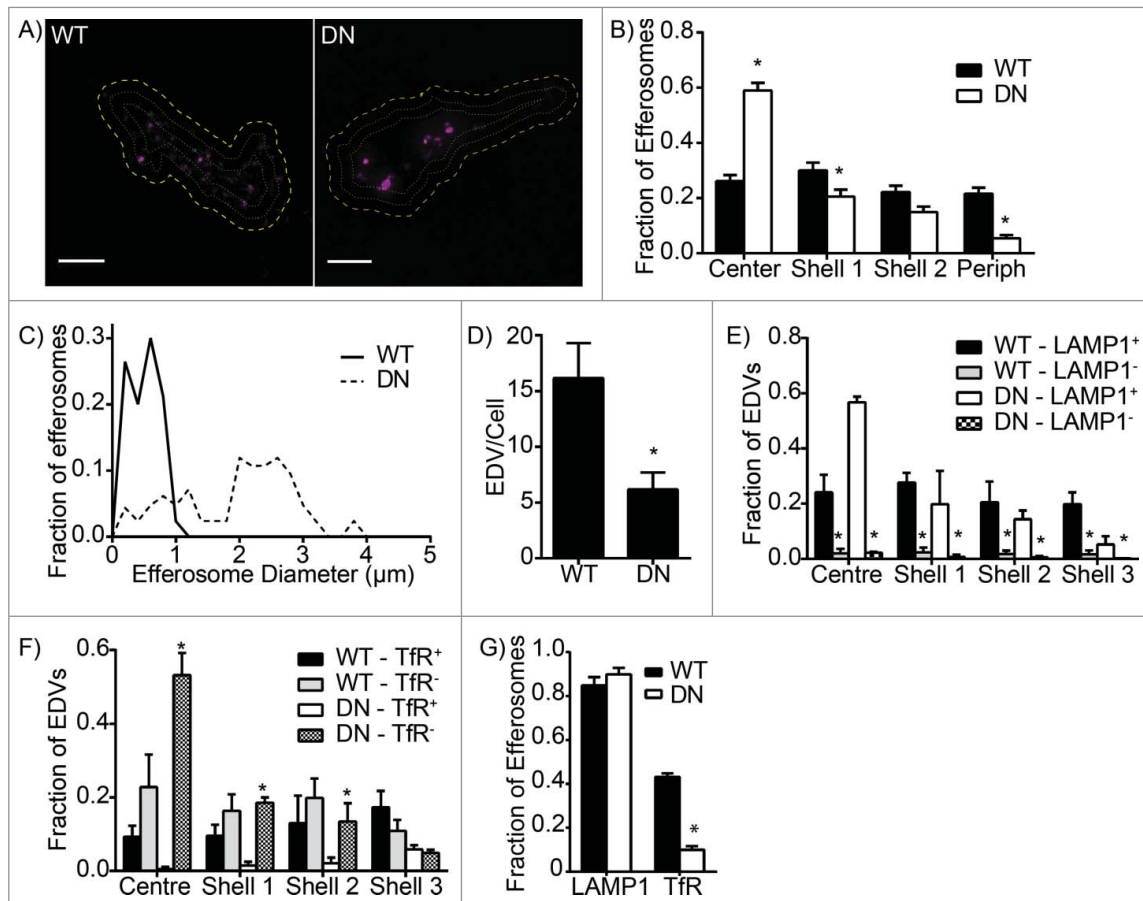 A)
WT
DN
B)
Fraction of Efferosomes
0.8
0.6
0.4
0.2
0.0
*
*
*
WT
DN
Center Shell 1 Shell 2 Periph
C)
Fraction of efferosomes
0.3
0.2
0.1
0.0
WT
DN
0 1 2 3 4 5
Efferosome Diameter (µm)
D)
EDV/Cell
20
15
10
5
0
*
WT DN
E)
Fraction of EDVs
0.8
0.6
0.4
0.2
0.0
WT - LAMP1⁺
WT - LAMP1⁻
DN - LAMP1⁺
DN - LAMP1⁻
* * * * * * * *
Centre Shell 1 Shell 2 Shell 3
F)
Fraction of EDVs
0.6
0.4
0.2
0.0
*
*
*
WT - TfR⁺
WT - TfR⁻
DN - TfR⁺
DN - TfR⁻
Centre Shell 1 Shell 2 Shell 3
G)
Fraction of Efferosomes
1.0
0.8
0.6
0.4
0.2
0
*
WT
DN
LAMP1 TfR